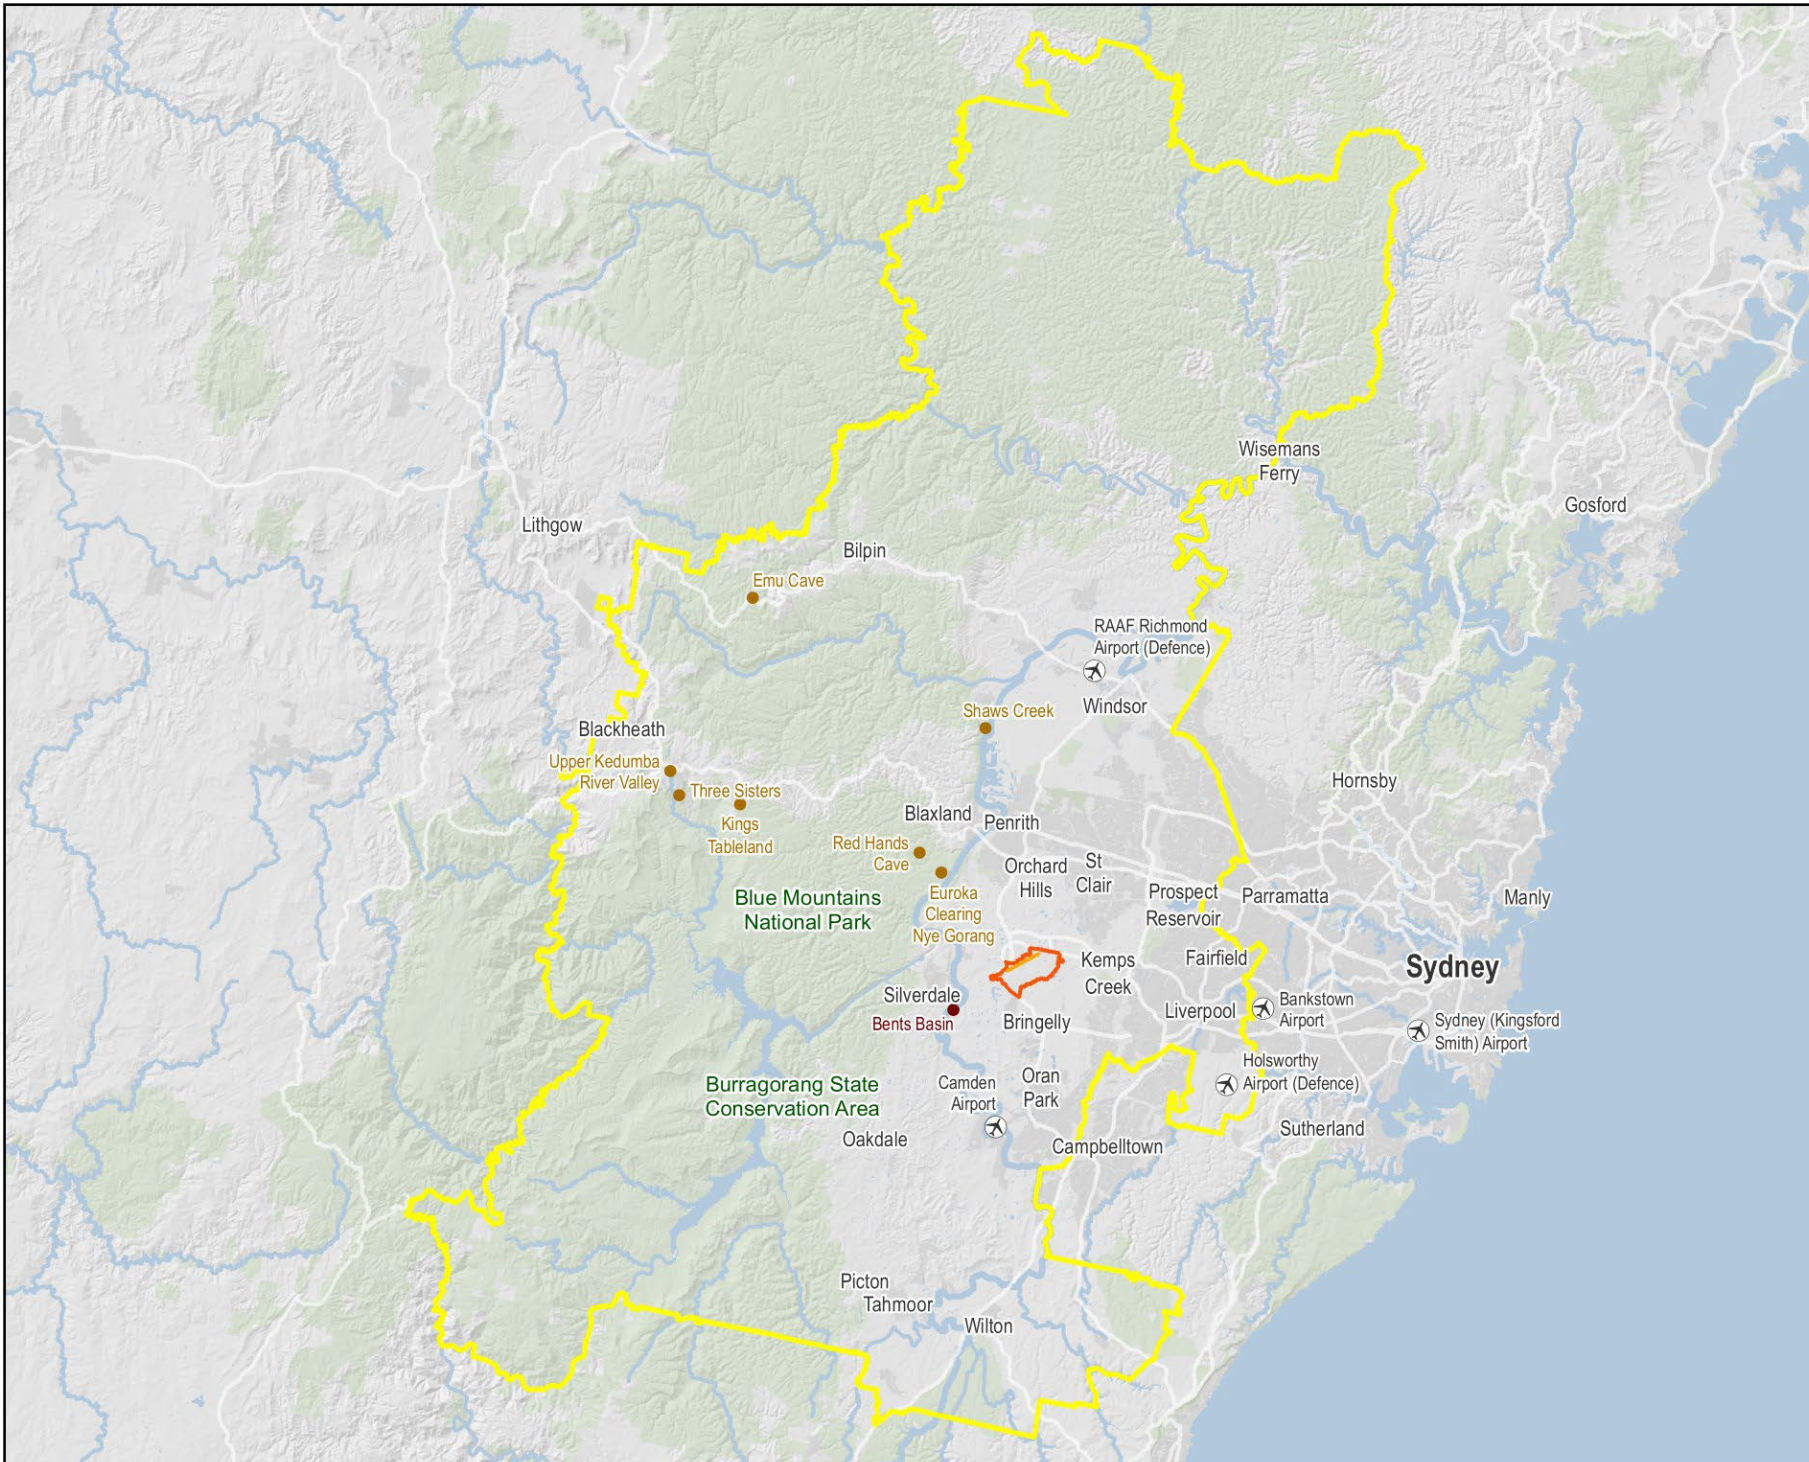 Wisemans
Ferry
Gosford
Lithgow
Bilpin
Emu Cave
RAAF Richmond
Airport (Defence)
Windsor
Shaws Creek
Blackheath
Upper Kedumba
River Valley
Three Sisters
Kings
Tableland
Hornsby
Blaxland
Penrith
Red Hands
Cave
Orchard
Hills
St
Clair
Euroka
Clearing
Nye Gorang
Blue Mountains
National Park
Prospect
Reservoir
Parramatta
Manly
Kemps
Creek
Fairfield
Sydney
Silverdale
Bents Basin
Bringelly
Liverpool
Bankstown
Airport
Sydney (Kingsford
Smith) Airport
Holsworthy
Airport (Defence)
Burragorang State
Conservation Area
Camden
Airport
Oran
Park
Oakdale
Campbelltown
Sutherland
Picton
Tahmoor
Wilton